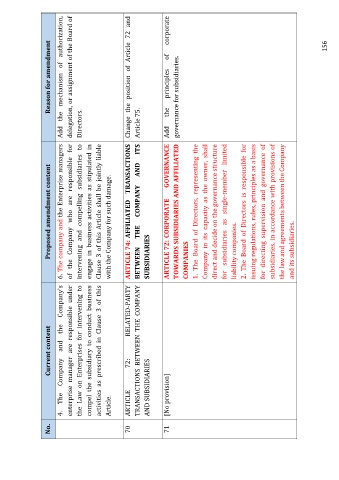 No.
Current content
Proposed amendment content
Reason for amendment
4. The Company and the Company's
enterprise manager are responsible under
the Law on Enterprises for intervening to
compel the subsidiary to conduct business
activities as prescribed in Clause 3 of this
Article.
6. The company and the Enterprise managers
of the Company who are responsible for
intervening and compelling subsidiaries to
engage in business activities as stipulated in
Clause 5 of this Article shall be jointly liable
with the Company for such damage.
Add the mechanism of authorization,
delegation, or assignment of the Board of
Directors
70
ARTICLE 72: RELATED-PARTY
TRANSACTIONS BETWEEN THE COMPANY
AND SUBSIDIARIES
ARTICLE 74: AFFILIATED TRANSACTIONS
BETWEEN THE COMPANY AND ITS
SUBSIDIARIES
Change the position of Article 72 and
Article 75.
71
[No provision]
ARTICLE 72: CORPORATE GOVERNANCE
TOWARDS SUBSIDIARIES AND AFFILIATED
COMPANIES
1. The Board of Directors, representing the
Company in its capacity as the owner, shall
direct and decide on the governance structure
for subsidiaries as single-member limited
liability companies.
2. The Board of Directors is responsible for
issuing regulations, rules, principles as a basis
for directing supervision and governance of
subsidiaries, in accordance with provisions of
the law and agreements between the Company
and its subsidiaries.
Add the principles of corporate
governance for subsidiaries.
156